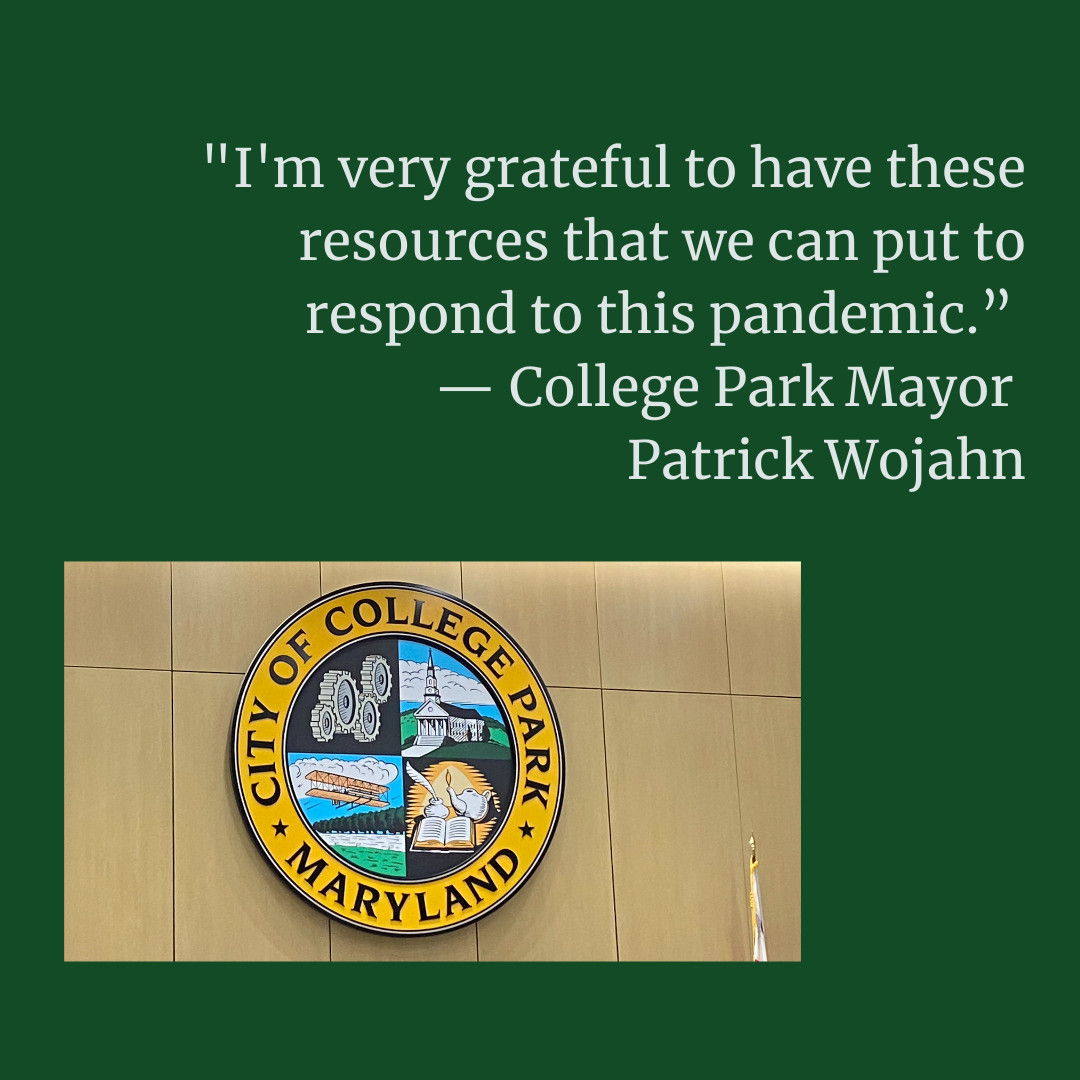 "I'm very grateful to have these
resources that we can put to
respond to this pandemic.”
— College Park Mayor
Patrick Wojahn
CITY OF COLLEGE PARK
★ MARYLAND ★